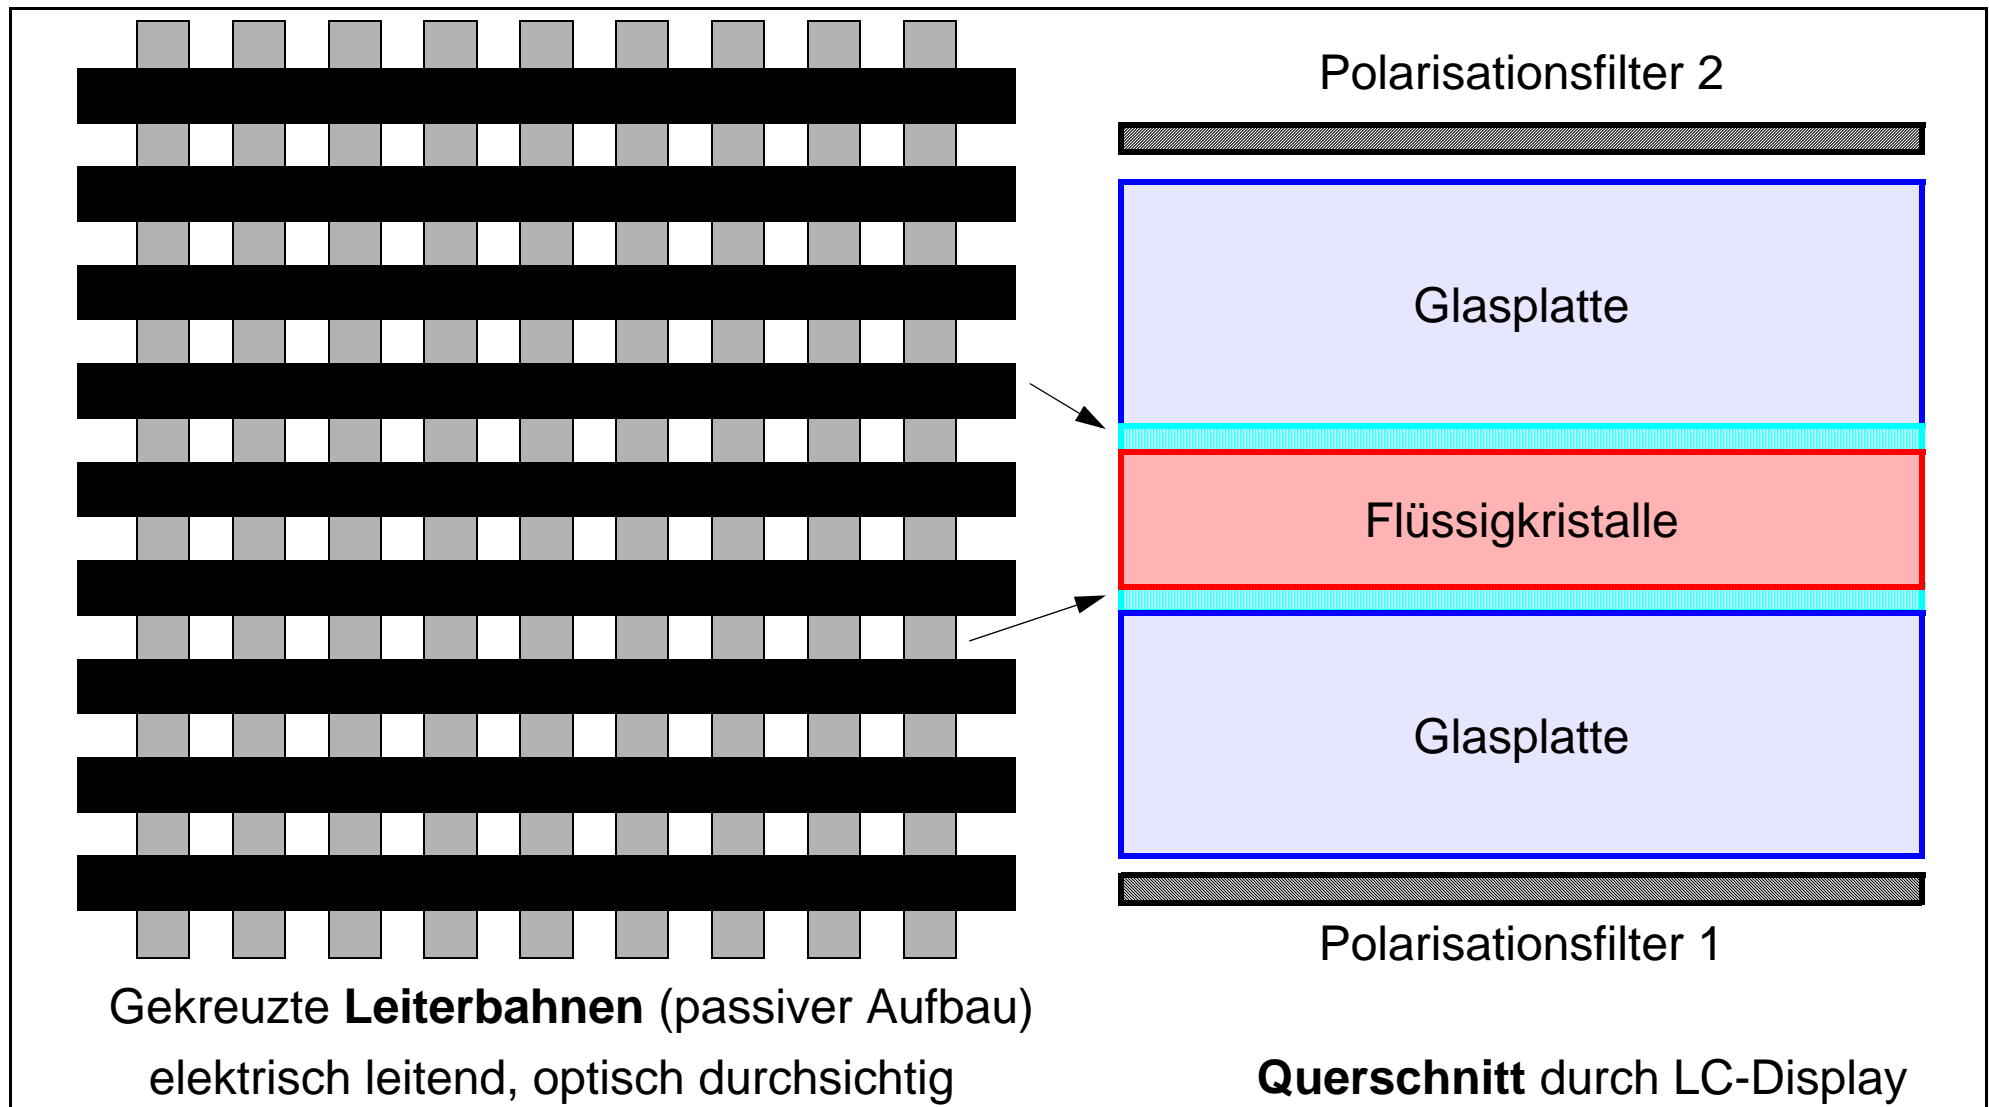 Polarisationsfilter 2
Glasplatte
Flüssigkristalle
Glasplatte
Polarisationsfilter 1
Gekreuzte Leiterbahnen (passiver Aufbau)
elektrisch leitend, optisch durchsichtig
Querschnitt durch LC-Display